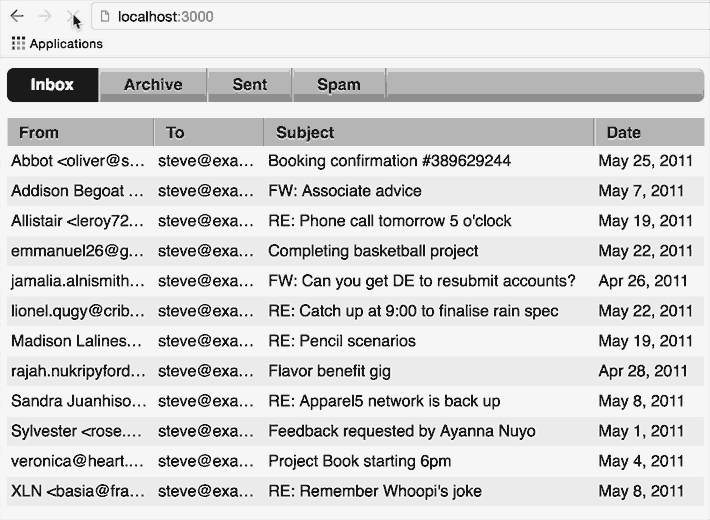 localhost:3000
Applications
Inbox Archive Sent Spam
From To Subject Date
Abbot <oliver@s... steve@exa... Booking confirmation #389629244 May 25, 2011
Addison Begoat ... steve@exa... FW: Associate advice May 7, 2011
Allistair <leroy72... steve@exa... RE: Phone call tomorrow 5 o'clock May 19, 2011
emmanuel26@g... steve@exa... Completing basketball project May 22, 2011
jamalia.alnismith... steve@exa... FW: Can you get DE to resubmit accounts? Apr 26, 2011
lionel.qugy@crib... steve@exa... RE: Catch up at 9:00 to finalise rain spec May 22, 2011
Madison Lalines... steve@exa... RE: Pencil scenarios May 19, 2011
rajah.nukripyford... steve@exa... Flavor benefit gig Apr 28, 2011
Sandra Juanhiso... steve@exa... RE: Apparel5 network is back up May 8, 2011
Sylvester <rose.... steve@exa... Feedback requested by Ayanna Nuyo May 1, 2011
veronica@heart.... steve@exa... Project Book starting 6pm May 4, 2011
XLN <basia@fra... steve@exa... RE: Remember Whoopi's joke May 8, 2011